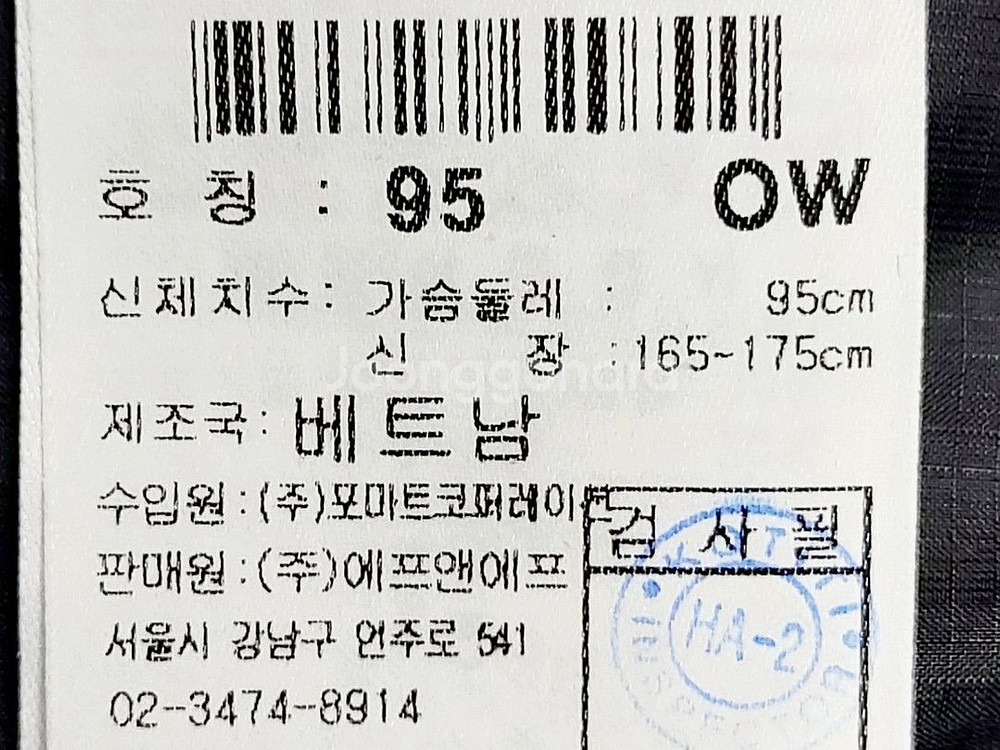 호 칭 : 95 OW
신체치수: 가슴둘레 : 95cm
신 장 : 165~175cm
Joonggonara
제조국: 베트남
수입원:(주)포마트코퍼레이션
검 사 필
판매원:(주)에프앤에프
KOTITI
HA-2
INSPECTOR
서울시 강남구 언주로 541
02-3474-8914